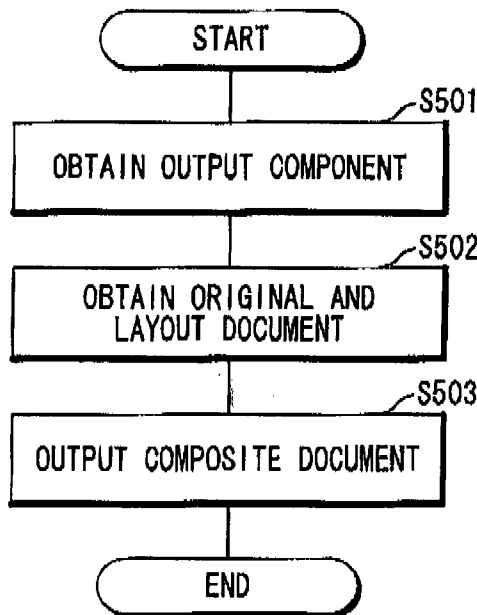 START
S501
OBTAIN OUTPUT COMPONENT
S502
OBTAIN ORIGINAL AND
LAYOUT DOCUMENT
S503
OUTPUT COMPOSITE DOCUMENT
END